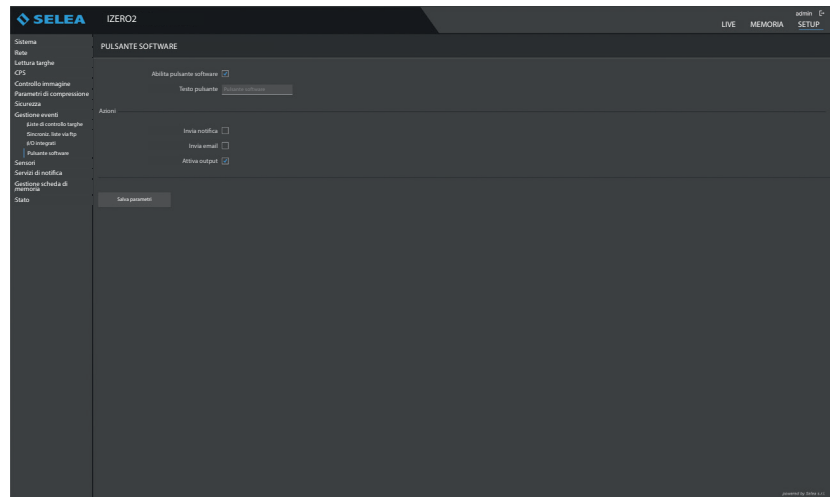 SELEA
IZERO2
admin
LIVE MEMORIA SETUP
Sistema
Rete
Lettura targhe
CPS
Controllo immagine
Parametri di compressione
Sicurezza
Gestione eventi
Liste di controllo targhe
Sincroniz. liste via ftp
I/O integrati
Pulsante software
Sensori
Servizi di notifica
Gestione scheda di
memoria
Stato
PULSANTE SOFTWARE
Abilita pulsante software
Testo pulsante Pulsante software
Azioni
Invia notifica
Invia email
Attiva output
Salva parametri
powered by Selea s.r.l.